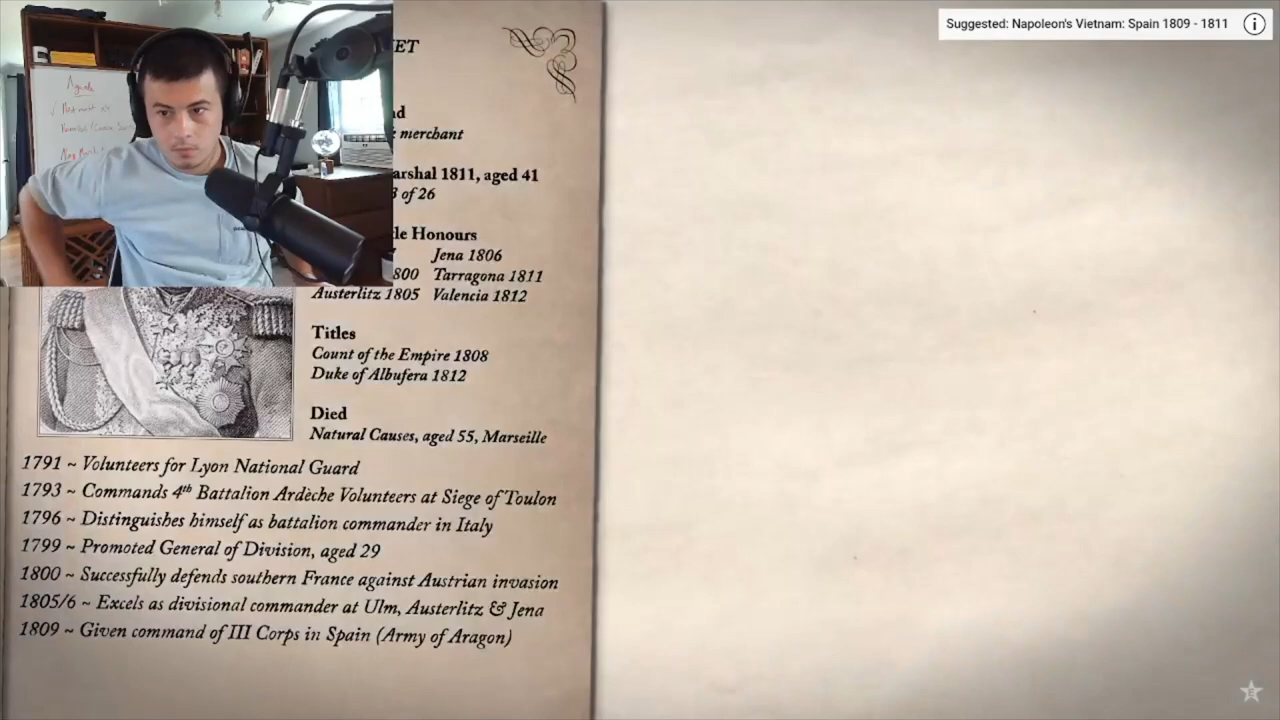 Suggested: Napoleon's Vietnam: Spain 1809 - 1811
ET
Agenda
merchant
arshal 1811, aged 41
of 26
le Honours
Jena 1806
800 Tarragona 1811
Austerlitz 1805 Valencia 1812
Titles
Count of the Empire 1808
Duke of Albufera 1812
Died
Natural Causes, aged 55, Marseille
1791 ~ Volunteers for Lyon National Guard
1793 ~ Commands 4th Battalion Ardèche Volunteers at Siege of Toulon
1796 ~ Distinguishes himself as battalion commander in Italy
1799 ~ Promoted General of Division, aged 29
1800 ~ Successfully defends southern France against Austrian invasion
1805/6 ~ Excels as divisional commander at Ulm, Austerlitz & Jena
1809 ~ Given command of III Corps in Spain (Army of Aragon)